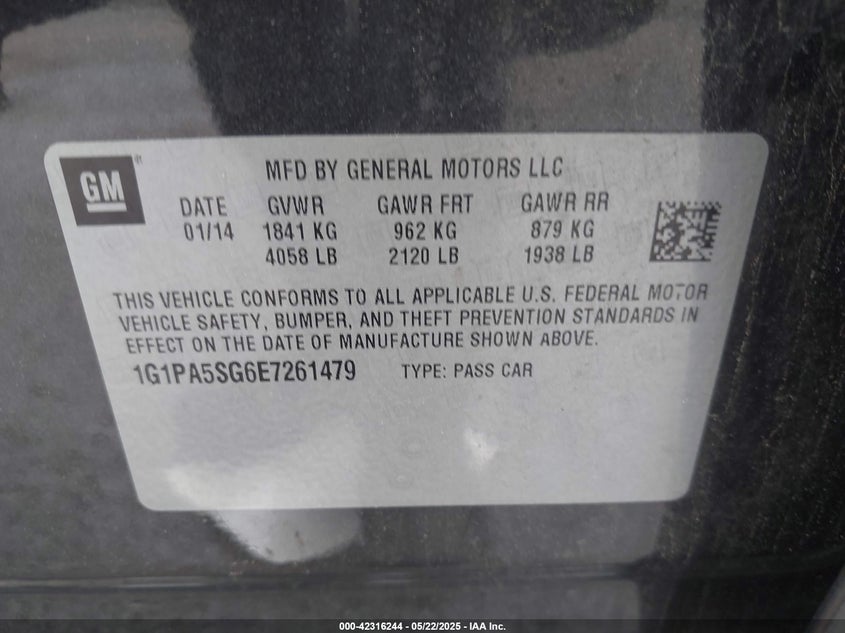 GM®
MFD BY GENERAL MOTORS LLC
DATE GVWR GAWR FRT GAWR RR
01/14 1841 KG 962 KG 879 KG
4058 LB 2120 LB 1938 LB
THIS VEHICLE CONFORMS TO ALL APPLICABLE U.S. FEDERAL MOTOR
VEHICLE SAFETY, BUMPER, AND THEFT PREVENTION STANDARDS IN
EFFECT ON THE DATE OF MANUFACTURE SHOWN ABOVE.
1G1PA5SG6E7261479 TYPE: PASS CAR
000-42316244 - 05/22/2025 - IAA Inc.